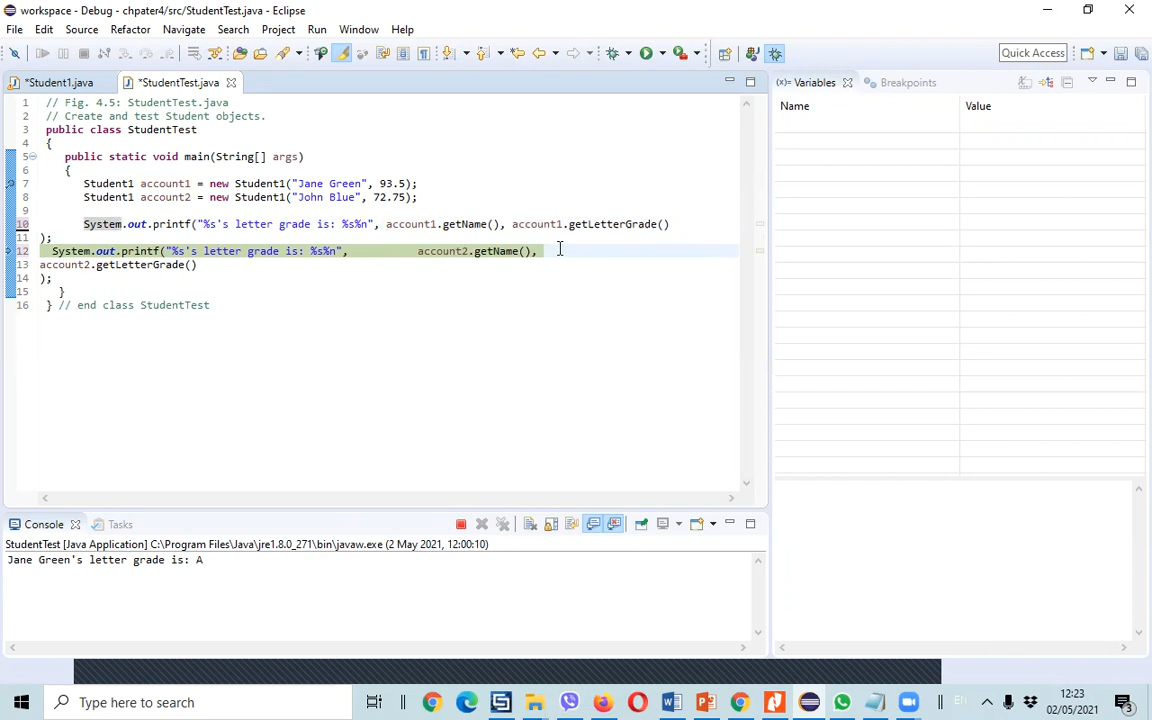 workspace - Debug - chpater4/src/StudentTest.java - Eclipse
File Edit Source Refactor Navigate Search Project Run Window Help
Quick Access
*Student1.java *StudentTest.java
1 // Fig. 4.5: StudentTest.java
2 // Create and test Student objects.
3 public class StudentTest
4 {
5 public static void main(String[] args)
6 {
7 Student1 account1 = new Student1("Jane Green", 93.5);
8 Student1 account2 = new Student1("John Blue", 72.75);
9
10 System.out.printf("%s's letter grade is: %s%n", account1.getName(), account1.getLetterGrade()
11 );
12 System.out.printf("%s's letter grade is: %s%n", account2.getName(),
13 account2.getLetterGrade()
14 );
15 }
16 } // end class StudentTest
(x)= Variables Breakpoints
Name Value
Console Tasks
StudentTest [Java Application] C:\Program Files\Java\jre1.8.0_271\bin\javaw.exe (2 May 2021, 12:00:10)
Jane Green's letter grade is: A
Type here to search
EN
12:23
02/05/2021
3